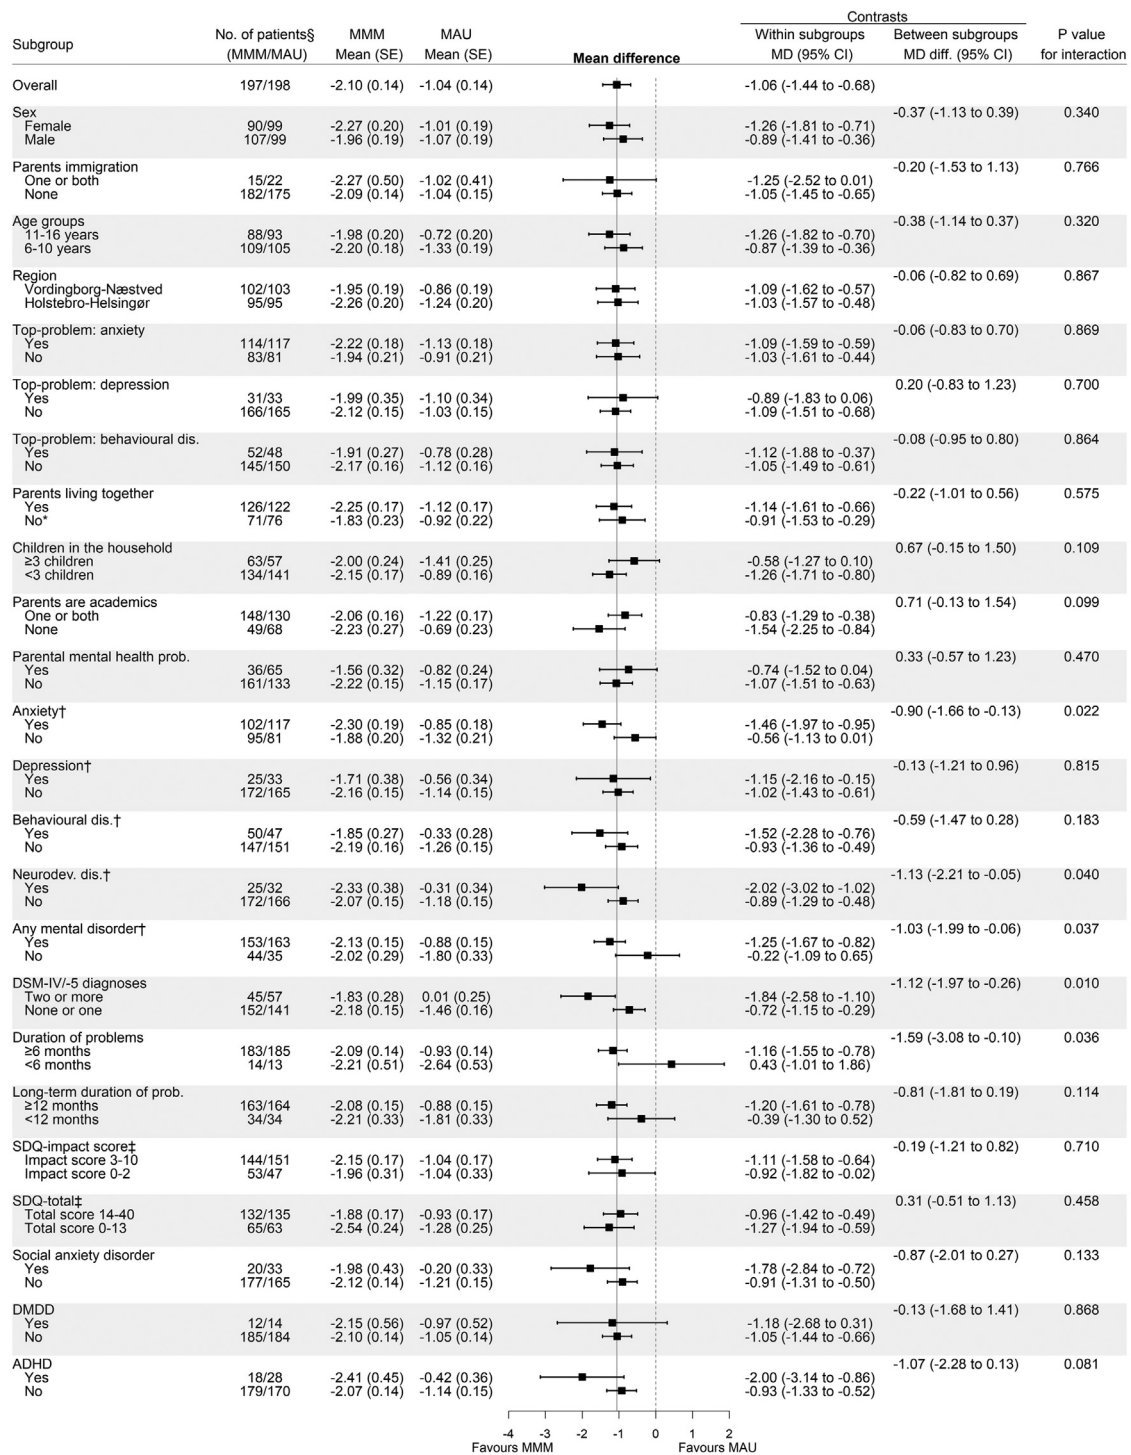 Contrasts
Subgroup No. of patients§ (MMM/MAU) MMM Mean (SE) MAU Mean (SE) Mean difference Within subgroups MD (95% CI) Between subgroups MD diff. (95% CI) P value for interaction
Overall 197/198 -2.10 (0.14) -1.04 (0.14) -1.06 (-1.44 to -0.68)
Sex -0.37 (-1.13 to 0.39) 0.340
Female 90/99 -2.27 (0.20) -1.01 (0.19) -1.26 (-1.81 to -0.71)
Male 107/99 -1.96 (0.19) -1.07 (0.19) -0.89 (-1.41 to -0.36)
Parents immigration -0.20 (-1.53 to 1.13) 0.766
One or both 15/22 -2.27 (0.50) -1.02 (0.41) -1.25 (-2.52 to 0.01)
None 182/175 -2.09 (0.14) -1.04 (0.15) -1.05 (-1.45 to -0.65)
Age groups -0.38 (-1.14 to 0.37) 0.320
11-16 years 88/93 -1.98 (0.20) -0.72 (0.20) -1.26 (-1.82 to -0.70)
6-10 years 109/105 -2.20 (0.18) -1.33 (0.19) -0.87 (-1.39 to -0.36)
Region -0.06 (-0.82 to 0.69) 0.867
Vordingborg-Næstved 102/103 -1.95 (0.19) -0.86 (0.19) -1.09 (-1.62 to -0.57)
Holstebro-Helsingør 95/95 -2.26 (0.20) -1.24 (0.20) -1.03 (-1.57 to -0.48)
Top-problem: anxiety -0.06 (-0.83 to 0.70) 0.869
Yes 114/117 -2.22 (0.18) -1.13 (0.18) -1.09 (-1.59 to -0.59)
No 83/81 -1.94 (0.21) -0.91 (0.21) -1.03 (-1.61 to -0.44)
Top-problem: depression 0.20 (-0.83 to 1.23) 0.700
Yes 31/33 -1.99 (0.35) -1.10 (0.34) -0.89 (-1.83 to 0.06)
No 166/165 -2.12 (0.15) -1.03 (0.15) -1.09 (-1.51 to -0.68)
Top-problem: behavioural dis. -0.08 (-0.95 to 0.80) 0.864
Yes 52/48 -1.91 (0.27) -0.78 (0.28) -1.12 (-1.88 to -0.37)
No 145/150 -2.17 (0.16) -1.12 (0.16) -1.05 (-1.49 to -0.61)
Parents living together -0.22 (-1.01 to 0.56) 0.575
Yes 126/122 -2.25 (0.17) -1.12 (0.17) -1.14 (-1.61 to -0.66)
No* 71/76 -1.83 (0.23) -0.92 (0.22) -0.91 (-1.53 to -0.29)
Children in the household 0.67 (-0.15 to 1.50) 0.109
≥3 children 63/57 -2.00 (0.24) -1.41 (0.25) -0.58 (-1.27 to 0.10)
<3 children 134/141 -2.15 (0.17) -0.89 (0.16) -1.26 (-1.71 to -0.80)
Parents are academics 0.71 (-0.13 to 1.54) 0.099
One or both 148/130 -2.06 (0.16) -1.22 (0.17) -0.83 (-1.29 to -0.38)
None 49/68 -2.23 (0.27) -0.69 (0.23) -1.54 (-2.25 to -0.84)
Parental mental health prob. 0.33 (-0.57 to 1.23) 0.470
Yes 36/65 -1.56 (0.32) -0.82 (0.24) -0.74 (-1.52 to 0.04)
No 161/133 -2.22 (0.15) -1.15 (0.17) -1.07 (-1.51 to -0.63)
Anxiety† -0.90 (-1.66 to -0.13) 0.022
Yes 102/117 -2.30 (0.19) -0.85 (0.18) -1.46 (-1.97 to -0.95)
No 95/81 -1.88 (0.20) -1.32 (0.21) -0.56 (-1.13 to 0.01)
Depression† -0.13 (-1.21 to 0.96) 0.815
Yes 25/33 -1.71 (0.38) -0.56 (0.34) -1.15 (-2.16 to -0.15)
No 172/165 -2.16 (0.15) -1.14 (0.15) -1.02 (-1.43 to -0.61)
Behavioural dis.† -0.59 (-1.47 to 0.28) 0.183
Yes 50/47 -1.85 (0.27) -0.33 (0.28) -1.52 (-2.28 to -0.76)
No 147/151 -2.19 (0.16) -1.26 (0.15) -0.93 (-1.36 to -0.49)
Neurodev. dis.† -1.13 (-2.21 to -0.05) 0.040
Yes 25/32 -2.33 (0.38) -0.31 (0.34) -2.02 (-3.02 to -1.02)
No 172/166 -2.07 (0.15) -1.18 (0.15) -0.89 (-1.29 to -0.48)
Any mental disorder† -1.03 (-1.99 to -0.06) 0.037
Yes 153/163 -2.13 (0.15) -0.88 (0.15) -1.25 (-1.67 to -0.82)
No 44/35 -2.02 (0.29) -1.80 (0.33) -0.22 (-1.09 to 0.65)
DSM-IV/-5 diagnoses -1.12 (-1.97 to -0.26) 0.010
Two or more 45/57 -1.83 (0.28) 0.01 (0.25) -1.84 (-2.58 to -1.10)
None or one 152/141 -2.18 (0.15) -1.46 (0.16) -0.72 (-1.15 to -0.29)
Duration of problems -1.59 (-3.08 to -0.10) 0.036
≥6 months 183/185 -2.09 (0.14) -0.93 (0.14) -1.16 (-1.55 to -0.78)
<6 months 14/13 -2.21 (0.51) -2.64 (0.53) 0.43 (-1.01 to 1.86)
Long-term duration of prob. -0.81 (-1.81 to 0.19) 0.114
≥12 months 163/164 -2.08 (0.15) -0.88 (0.15) -1.20 (-1.61 to -0.78)
<12 months 34/34 -2.21 (0.33) -1.81 (0.33) -0.39 (-1.30 to 0.52)
SDQ-impact score‡ -0.19 (-1.21 to 0.82) 0.710
Impact score 3-10 144/151 -2.15 (0.17) -1.04 (0.17) -1.11 (-1.58 to -0.64)
Impact score 0-2 53/47 -1.96 (0.31) -1.04 (0.33) -0.92 (-1.82 to -0.02)
SDQ-total‡ 0.31 (-0.51 to 1.13) 0.458
Total score 14-40 132/135 -1.88 (0.17) -0.93 (0.17) -0.96 (-1.42 to -0.49)
Total score 0-13 65/63 -2.54 (0.24) -1.28 (0.25) -1.27 (-1.94 to -0.59)
Social anxiety disorder -0.87 (-2.01 to 0.27) 0.133
Yes 20/33 -1.98 (0.43) -0.20 (0.33) -1.78 (-2.84 to -0.72)
No 177/165 -2.12 (0.14) -1.21 (0.15) -0.91 (-1.31 to -0.50)
DMDD -0.13 (-1.68 to 1.41) 0.868
Yes 12/14 -2.15 (0.56) -0.97 (0.52) -1.18 (-2.68 to 0.31)
No 185/184 -2.10 (0.14) -1.05 (0.14) -1.05 (-1.44 to -0.66)
ADHD -1.07 (-2.28 to 0.13) 0.081
Yes 18/28 -2.41 (0.45) -0.42 (0.36) -2.00 (-3.14 to -0.86)
No 179/170 -2.07 (0.14) -1.14 (0.15) -0.93 (-1.33 to -0.52)
-4 -3 -2 -1 0 1 2
Favours MMM Favours MAU